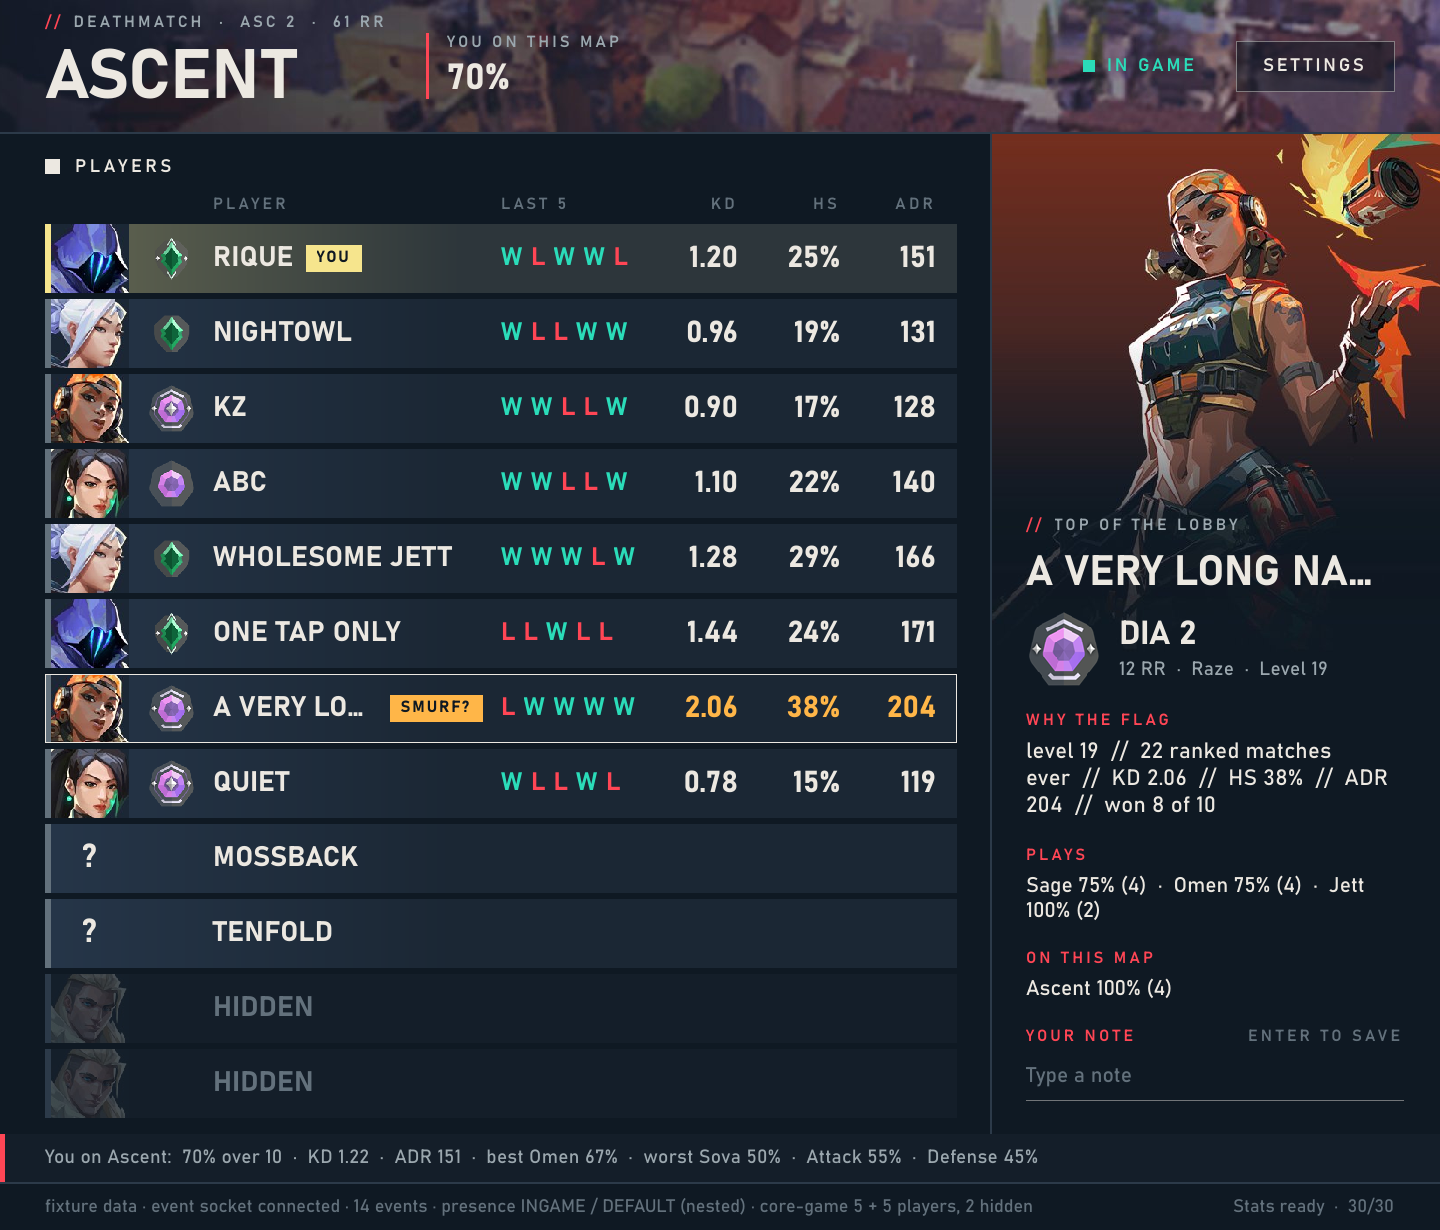 // DEATHMATCH · ASC 2 · 61 RR
ASCENT
YOU ON THIS MAP
70%
IN GAME
SETTINGS
PLAYERS
PLAYER LAST 5 KD HS ADR
RIQUE YOU W L W W L 1.20 25% 151
NIGHTOWL W L L W W 0.96 19% 131
KZ W W L L W 0.90 17% 128
ABC W W L L W 1.10 22% 140
WHOLESOME JETT W W W L W 1.28 29% 166
ONE TAP ONLY L L W L L 1.44 24% 171
A VERY LO... SMURF? L W W W W 2.06 38% 204
QUIET W L L W L 0.78 15% 119
? MOSSBACK
? TENFOLD
HIDDEN
HIDDEN
// TOP OF THE LOBBY
A VERY LONG NA...
DIA 2
12 RR · Raze · Level 19
WHY THE FLAG
level 19 // 22 ranked matches
ever // KD 2.06 // HS 38% // ADR
204 // won 8 of 10
PLAYS
Sage 75% (4) · Omen 75% (4) · Jett
100% (2)
ON THIS MAP
Ascent 100% (4)
YOUR NOTE ENTER TO SAVE
Type a note
You on Ascent: 70% over 10 · KD 1.22 · ADR 151 · best Omen 67% · worst Sova 50% · Attack 55% · Defense 45%
fixture data · event socket connected · 14 events · presence INGAME / DEFAULT (nested) · core-game 5 + 5 players, 2 hidden
Stats ready · 30/30